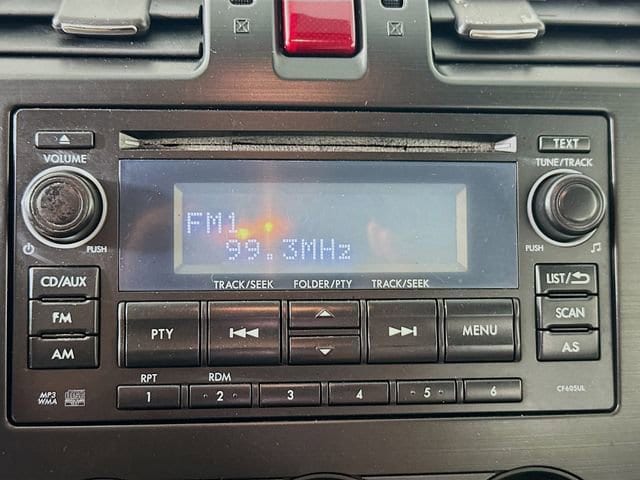 TEXT
VOLUME
TUNE/TRACK
FM1
99.3MHz
PUSH
PUSH
TRACK/SEEK FOLDER/PTY TRACK/SEEK
CD/AUX
LIST/
FM
PTY
MENU
SCAN
AM
A.S
RPT
RDM
MP3
WMA
1
2
3
4
5
6
CF605UL